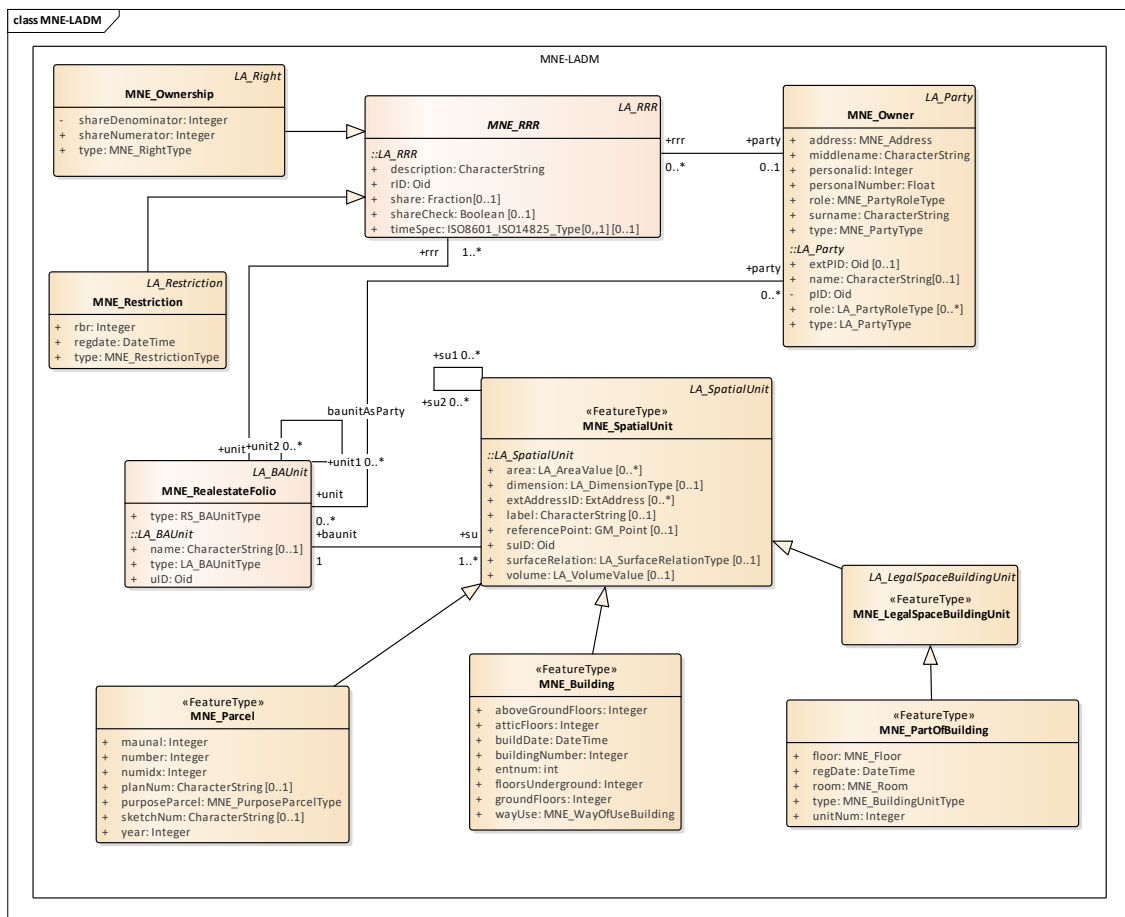 class MNE-LADM
MNE-LADM
LA_Right
MNE_Ownership
- shareDenominator: Integer
+ shareNumerator: Integer
+ type: MNE_RightType
LA_RRR
MNE_RRR
::LA_RRR
+ description: CharacterString
+ rID: Oid
+ share: Fraction [0..1]
+ shareCheck: Boolean [0..1]
+ timeSpec: ISO8601_ISO14825_Type[0,,1] [0..1]
+rrr
0..*
+party
0..1
LA_Party
MNE_Owner
+ address: MNE_Address
+ middlename: CharacterString
+ personalid: Integer
+ personalNumber: Float
+ role: MNE_PartyRoleType
+ surname: CharacterString
+ type: MNE_PartyType
::LA_Party
+ extPID: Oid [0..1]
+ name: CharacterString [0..1]
- pID: Oid
+ role: LA_PartyRoleType [0..*]
+ type: LA_PartyType
+rrr 1..*
+party
0..*
LA_Restriction
MNE_Restriction
+ rbr: Integer
+ regdate: DateTime
+ type: MNE_RestrictionType
+su1 0..*
+su2 0..*
baunitAsParty
+unit
+unit2 0..*
+unit1 0..*
LA_BAUnit
MNE_RealestateFolio
+ type: RS_BAUnitType
::LA_BAUnit
+ name: CharacterString [0..1]
+ type: LA_BAUnitType
+ uID: Oid
+unit
0..*
+baunit
1
+su
1..*
LA_SpatialUnit
«FeatureType»
MNE_SpatialUnit
::LA_SpatialUnit
+ area: LA_AreaValue [0..*]
+ dimension: LA_DimensionType [0..1]
+ extAddressID: ExtAddress [0..*]
+ label: CharacterString [0..1]
+ referencePoint: GM_Point [0..1]
+ suID: Oid
+ surfaceRelation: LA_SurfaceRelationType [0..1]
+ volume: LA_VolumeValue [0..1]
LA_LegalSpaceBuildingUnit
«FeatureType»
MNE_LegalSpaceBuildingUnit
«FeatureType»
MNE_Parcel
+ maunal: Integer
+ number: Integer
+ numidx: Integer
+ planNum: CharacterString [0..1]
+ purposeParcel: MNE_PurposeParcelType
+ sketchNum: CharacterString [0..1]
+ year: Integer
«FeatureType»
MNE_Building
+ aboveGroundFloors: Integer
+ atticFloors: Integer
+ buildDate: DateTime
+ buildingNumber: Integer
+ entnum: int
+ floorsUnderground: Integer
+ groundFloors: Integer
+ wayUse: MNE_WayOfUseBuilding
«FeatureType»
MNE_PartOfBuilding
+ floor: MNE_Floor
+ regDate: DateTime
+ room: MNE_Room
+ type: MNE_BuildingUnitType
+ unitNum: Integer